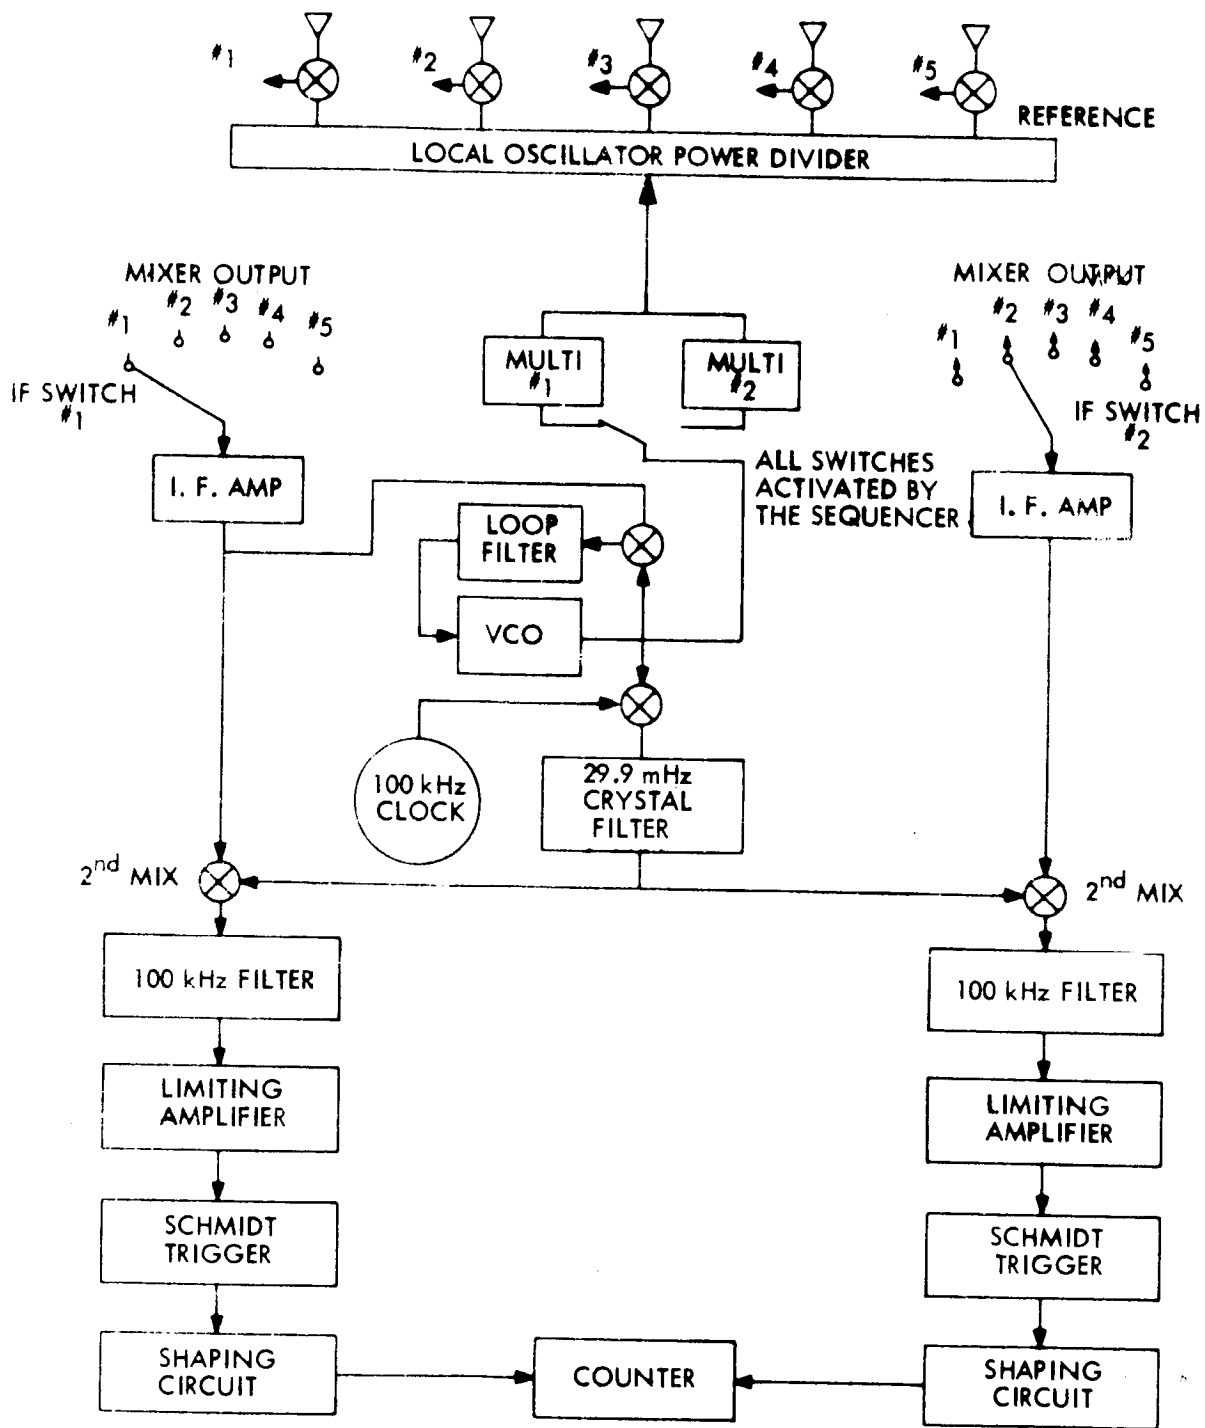 #1
#2
#3
#4
#5
REFERENCE
LOCAL OSCILLATOR POWER DIVIDER
MIXER OUTPUT
#1
#2
#3
#4
#5
IF SWITCH
#1
MIXER OUTPUT
#1
#2
#3
#4
#5
IF SWITCH
#2
MULTI
#1
MULTI
#2
ALL SWITCHES
ACTIVATED BY
THE SEQUENCER
I. F. AMP
I. F. AMP
LOOP
FILTER
VCO
100 kHz
CLOCK
29.9 mHz
CRYSTAL
FILTER
2nd MIX
2nd MIX
100 kHz FILTER
100 kHz FILTER
LIMITING
AMPLIFIER
LIMITING
AMPLIFIER
SCHMIDT
TRIGGER
SCHMIDT
TRIGGER
SHAPING
CIRCUIT
COUNTER
SHAPING
CIRCUIT